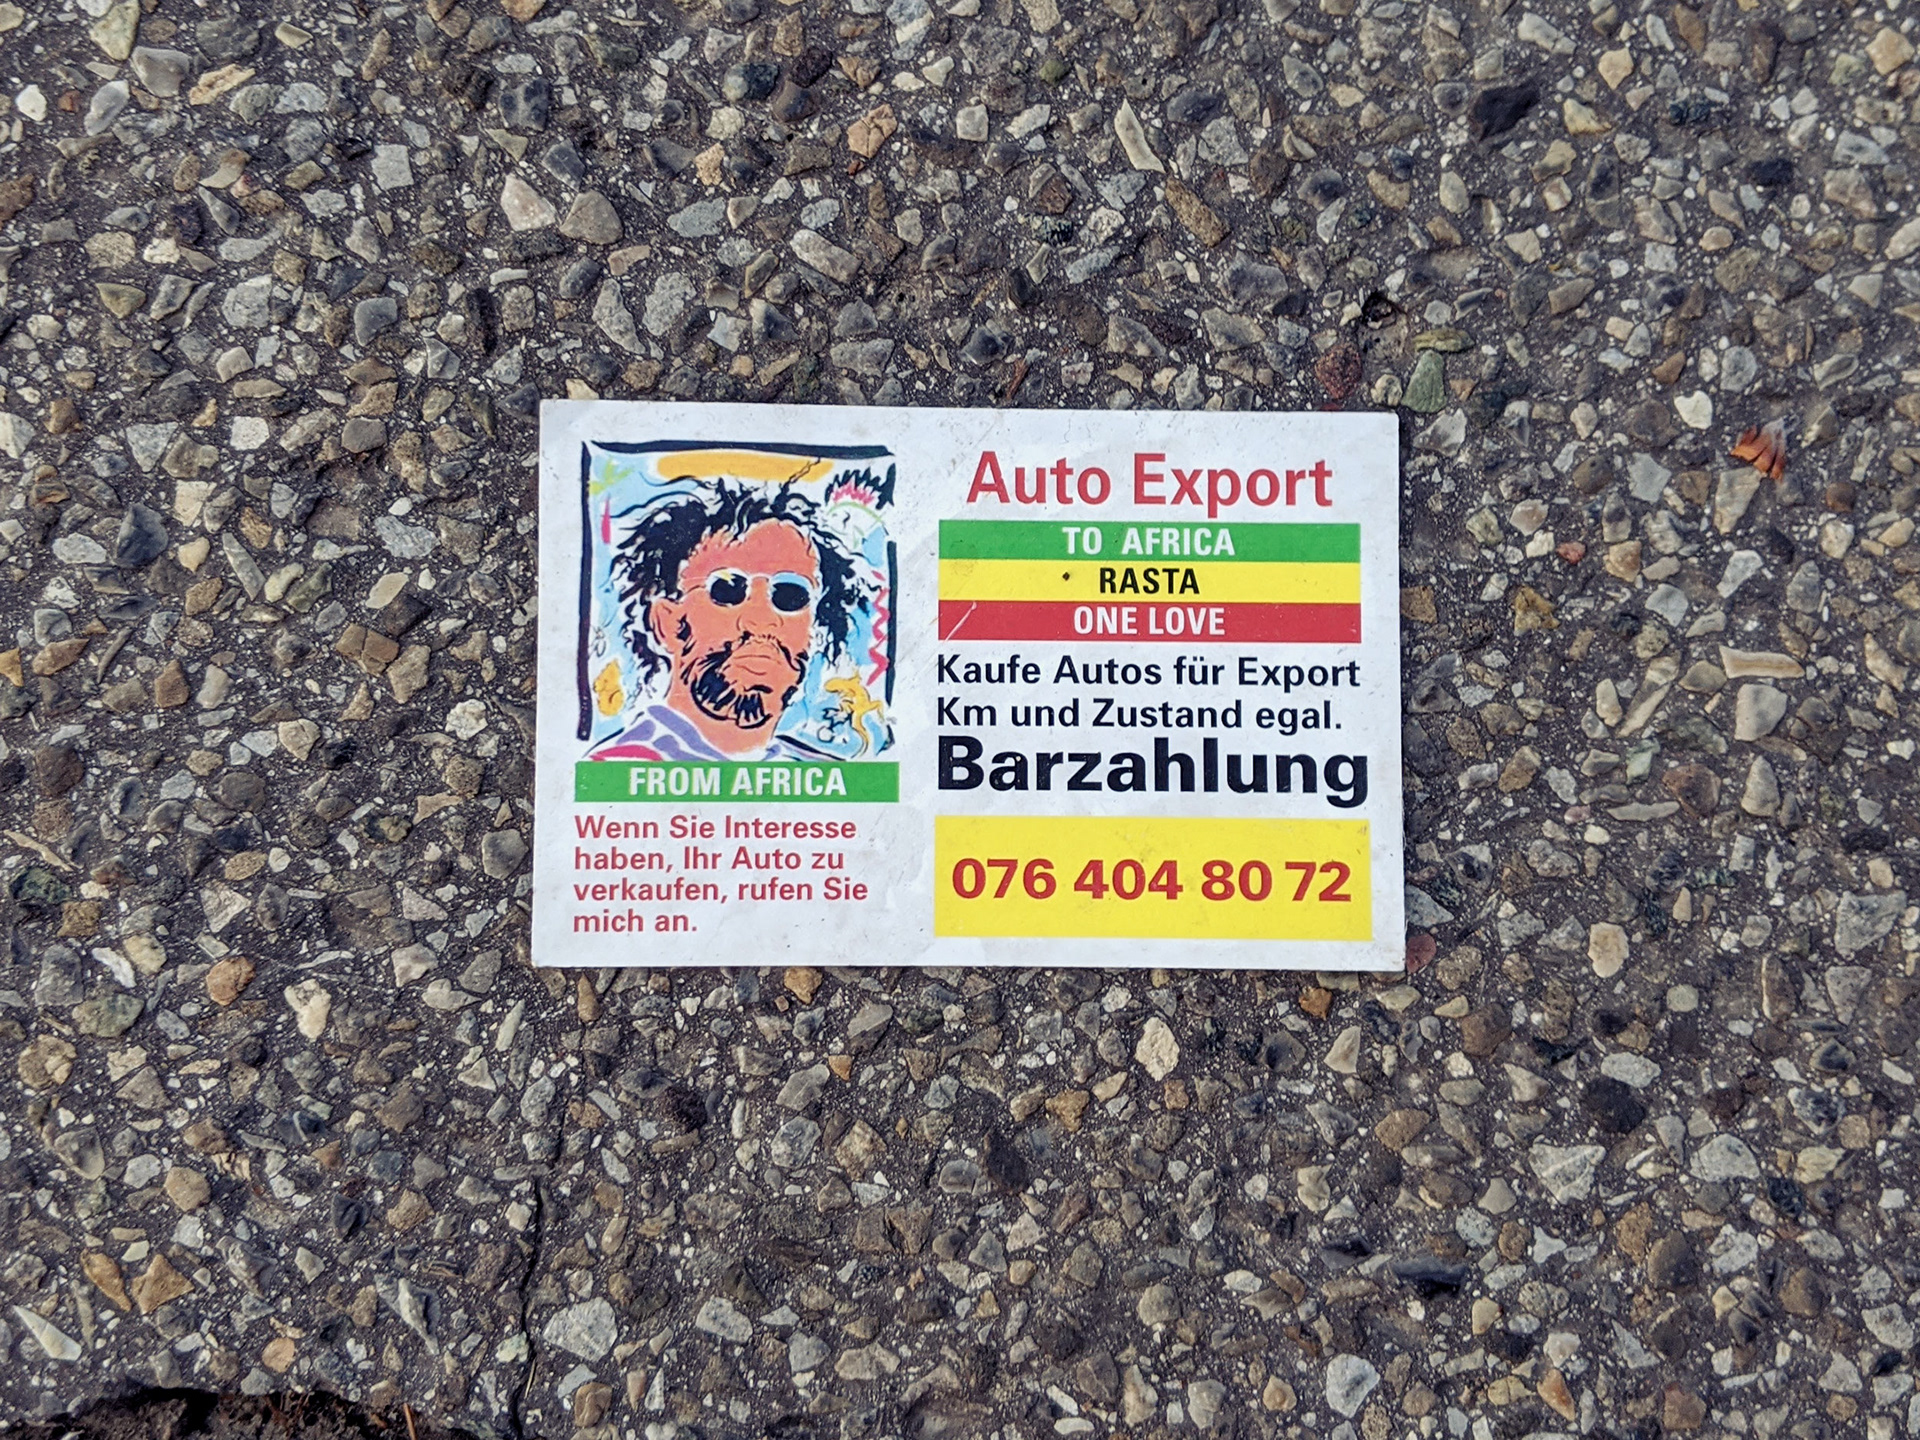 Auto Export
TO AFRICA
RASTA
ONE LOVE
Kaufe Autos für Export
Km und Zustand egal.
Barzahlung
076 404 80 72
FROM AFRICA
Wenn Sie Interesse
haben, Ihr Auto zu
verkaufen, rufen Sie
mich an.